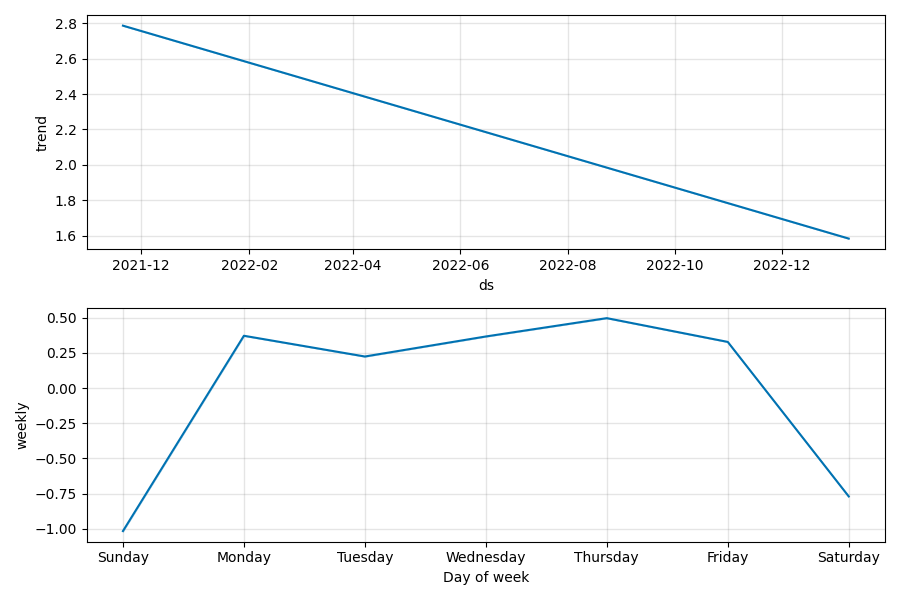 2.8
2.6
2.4
2.2
2.0
1.8
1.6
trend
2021-12 2022-02 2022-04 2022-06 2022-08 2022-10 2022-12
ds
0.50
0.25
0.00
−0.25
−0.50
−0.75
−1.00
weekly
Sunday Monday Tuesday Wednesday Thursday Friday Saturday
Day of week